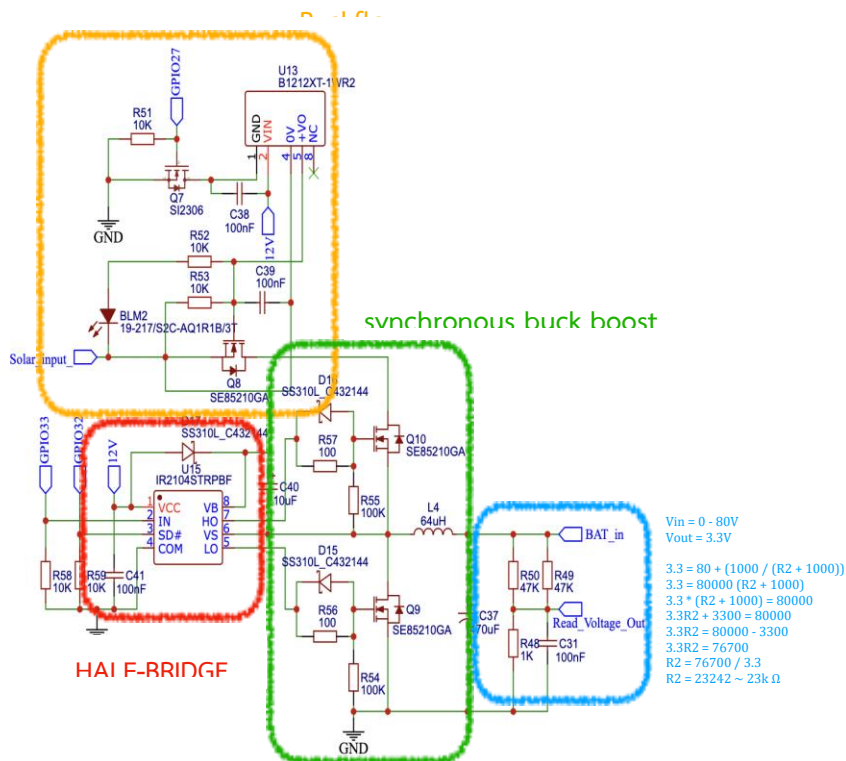 U13
B1212XT-1WR2
GPIO27
R51
10K
GND
VIN
0V
+VO
NC
1
2
4
5
8
Q7
SI2306
C38
100nF
GND
12V
R52
10K
R53
10K
C39
100nF
BLM2
19-217/S2C-AQ1R1B/3T
Solar_input_
Q8
SE85210GA
synchronous buck boost
GPIO33
GPIO32
12V
SS310L_C432144
U15
IR2104STRPBF
1 VCC
2 IN
3 SD#
4 COM
VB 8
HO 7
VS 6
LO 5
R58
10K
R59
10K
C41
100nF
HALF-BRIDGE
C40
10uF
SS310L_C432144
R57
100
Q10
SE85210GA
R55
100K
L4
64uH
D15
SS310L_C432144
R56
100
Q9
SE85210GA
R54
100K
C37
GND
BAT_in
R50
47K
R49
47K
Read_Voltage_Out
R48
1K
C31
100nF
Vin = 0 - 80V
Vout = 3.3V
3.3 = 80 + (1000 / (R2 + 1000))
3.3 = 80000 (R2 + 1000)
3.3 * (R2 + 1000) = 80000
3.3R2 + 3300 = 80000
3.3R2 = 80000 - 3300
3.3R2 = 76700
R2 = 76700 / 3.3
R2 = 23242 ~ 23k Ω